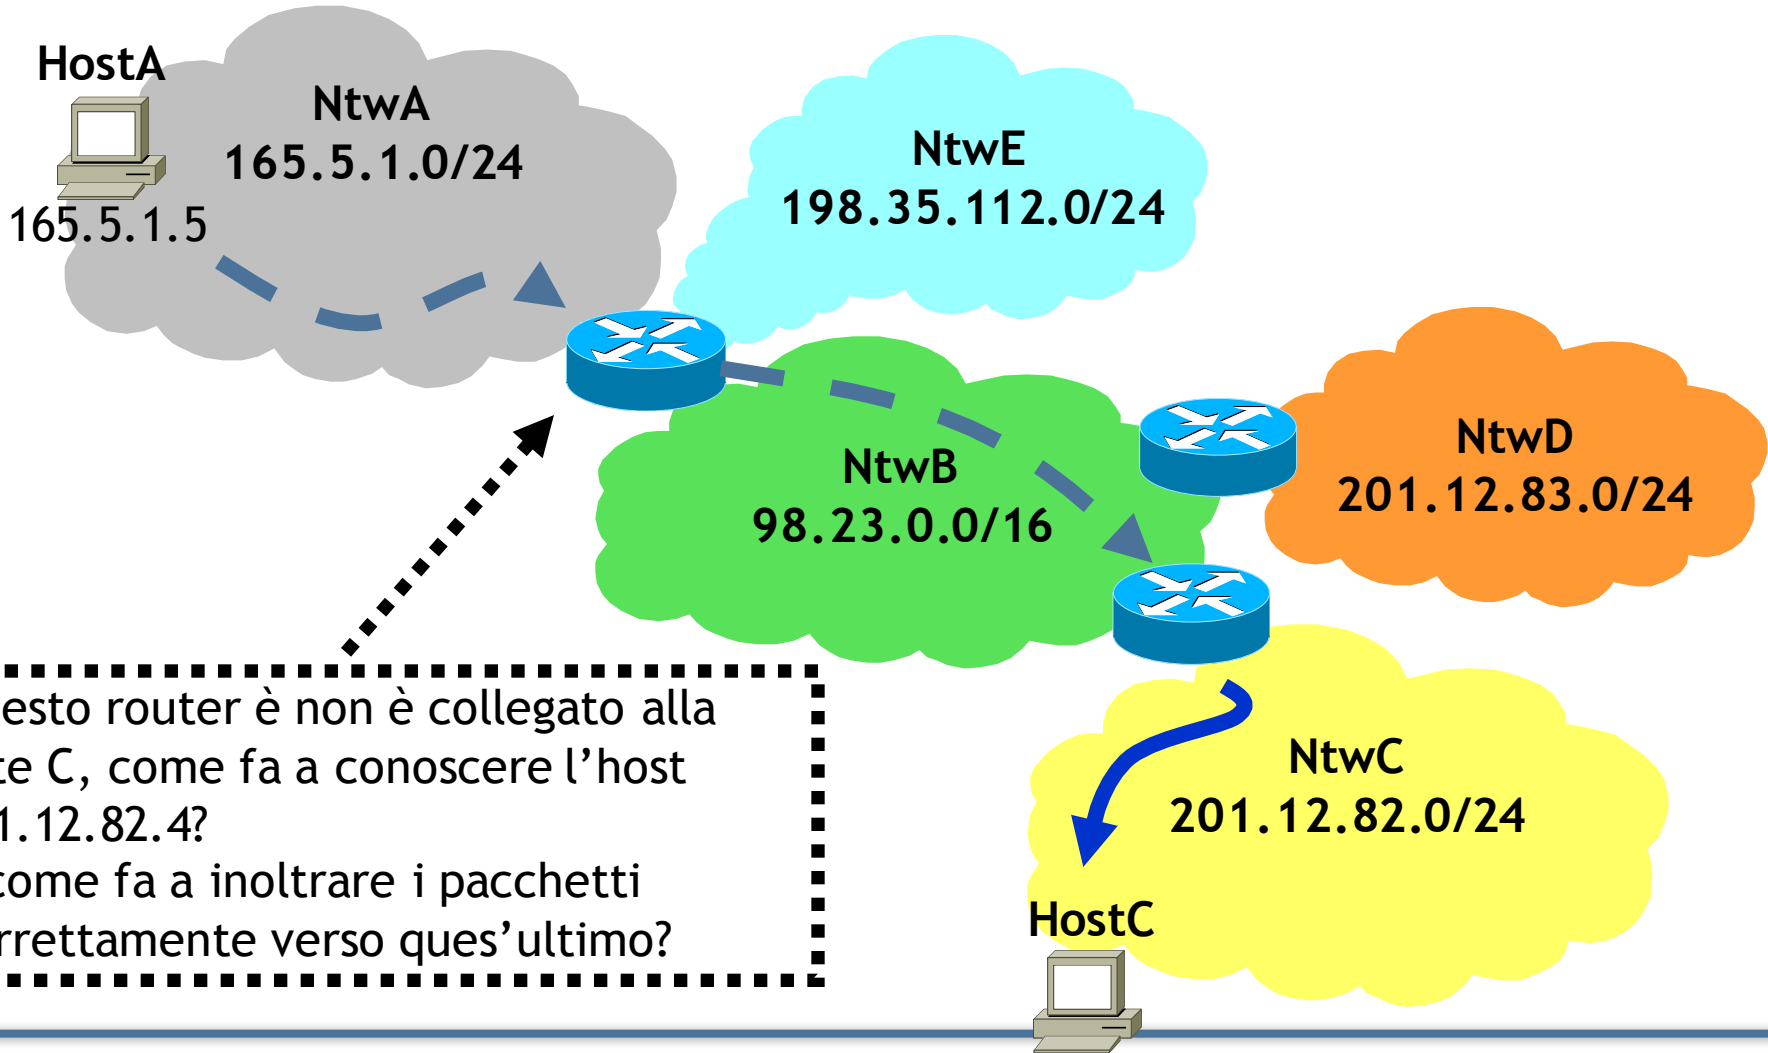 HostA
NtwA
165.5.1.0/24
165.5.1.5
NtwE
198.35.112.0/24
NtwB
98.23.0.0/16
NtwD
201.12.83.0/24
esto router è non è collegato alla
te C, come fa a conoscere l’host
1.12.82.4?
come fa a inoltrare i pacchetti
rrettamente verso ques’ultimo?
NtwC
201.12.82.0/24
HostC